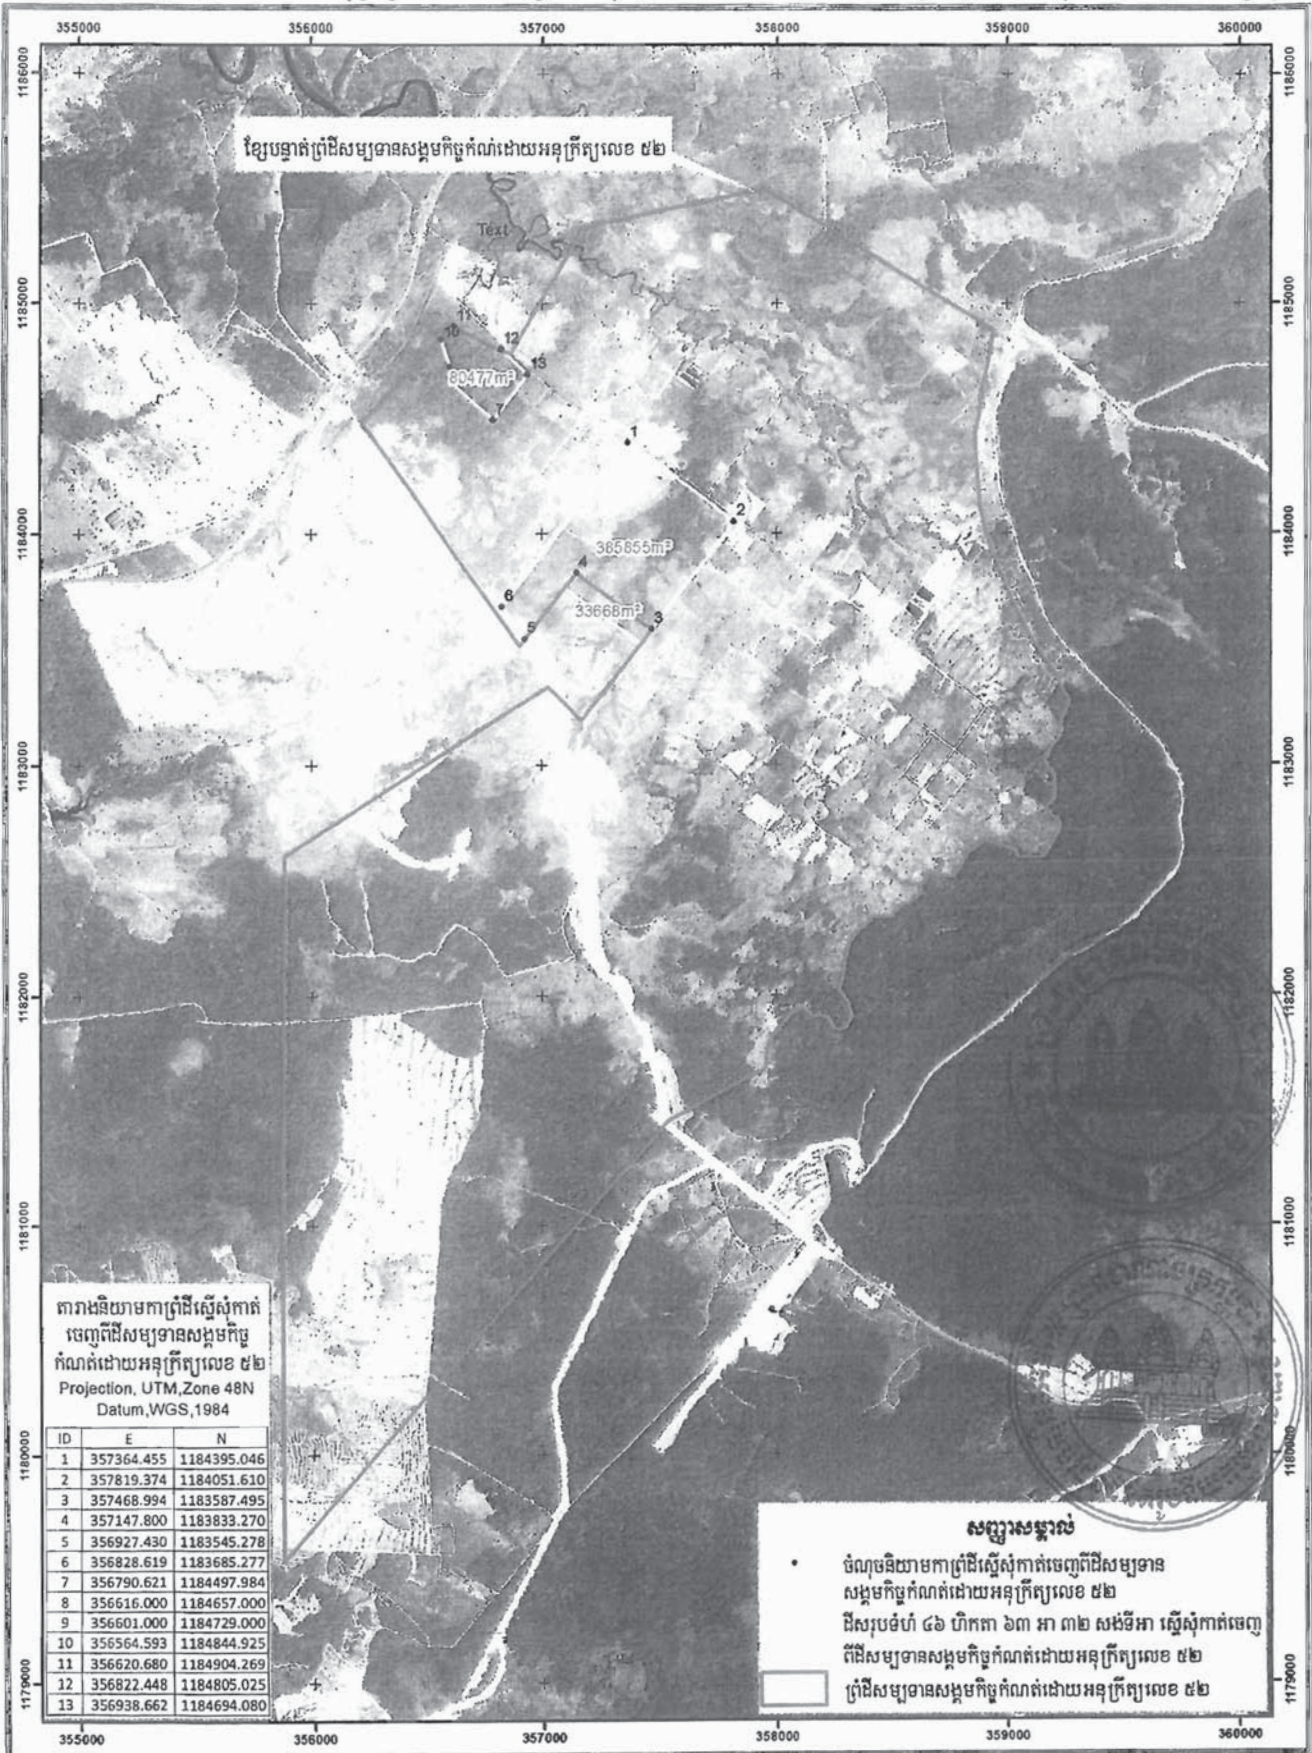 355000 356000 357000 358000 359000 360000
1186000 1186000
ខ្សែបន្ទាត់ព្រំដីសម្បទានសង្គមកិច្ចកំណត់ដោយអនុក្រឹត្យលេខ ៥២
Text
1185000 1185000
11
10
12
13
80477m²
7
1
2
1184000 1184000
385855m²
4
6
33668m²
5
3
1183000 1183000
1182000 1182000
1181000 1181000
តារាងនិយាមកាព្រំដីស្នើសុំកាត់
ចេញពីដីសម្បទានសង្គមកិច្ច
កំណត់ដោយអនុក្រឹត្យលេខ ៥២
Projection, UTM,Zone 48N
Datum,WGS,1984
ID E N
1 357364.455 1184395.046
2 357819.374 1184051.610
3 357468.994 1183587.495
4 357147.800 1183833.270
5 356927.430 1183545.278
6 356828.619 1183685.277
7 356790.621 1184497.984
8 356616.000 1184657.000
9 356601.000 1184729.000
10 356564.593 1184844.925
11 356620.680 1184904.269
12 356822.448 1184805.025
13 356938.662 1184694.080
1180000 1180000
សញ្ញាសម្គាល់
ចំណុចនិយាមកាព្រំដីស្នើសុំកាត់ចេញពីដីសម្បទាន
សង្គមកិច្ចកំណត់ដោយអនុក្រឹត្យលេខ ៥២
ដីសរុបទំហំ ៤៦ ហិកតា ៦៣ អា ៣២ សង់ទីអា ស្នើសុំកាត់ចេញ
ពីដីសម្បទានសង្គមកិច្ចកំណត់ដោយអនុក្រឹត្យលេខ ៥២
ព្រំដីសម្បទានសង្គមកិច្ចកំណត់ដោយអនុក្រឹត្យលេខ ៥២
1179000 1179000
355000 356000 357000 358000 359000 360000